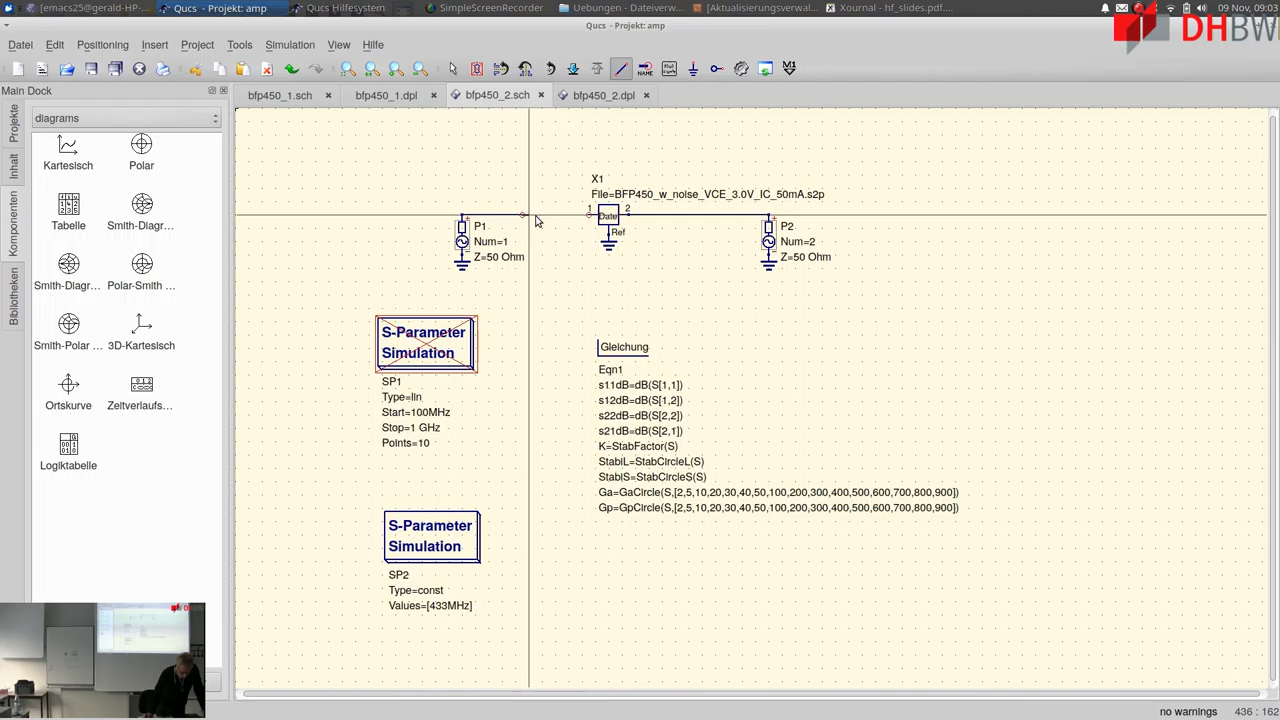 [emacs25@gerald-HP-...
Qucs - Projekt: amp
Qucs Hilfesystem
SimpleScreenRecorder
Uebungen - Dateiverw...
[Aktualisierungsverwal...
Xournal - hf_slides.pdf...
09 Nov, 09:03
Qucs - Projekt: amp
DHBW
Datei Edit Positioning Insert Projekt Tools Simulation View Hilfe
NAME
M1
Main Dock
bfp450_1.sch
bfp450_1.dpl
bfp450_2.sch
bfp450_2.dpl
Projekte
Inhalt
Komponenten
Bibliotheken
diagrams
Kartesisch
Polar
Tabelle
Smith-Diagr...
Smith-Diagr...
Polar-Smith ...
Smith-Polar ...
3D-Kartesisch
Ortskurve
Zeitverlaufs...
Logiktabelle
X1
File=BFP450_w_noise_VCE_3.0V_IC_50mA.s2p
1
2
Datei
Ref
P1
Num=1
Z=50 Ohm
P2
Num=2
Z=50 Ohm
S-Parameter
Simulation
SP1
Type=lin
Start=100MHz
Stop=1 GHz
Points=10
Gleichung
Eqn1
s11dB=dB(S[1,1])
s12dB=dB(S[1,2])
s22dB=dB(S[2,2])
s21dB=dB(S[2,1])
K=StabFactor(S)
StabiL=StabCircleL(S)
StabiS=StabCircleS(S)
Ga=GaCircle(S,[2,5,10,20,30,40,50,100,200,300,400,500,600,700,800,900])
Gp=GpCircle(S,[2,5,10,20,30,40,50,100,200,300,400,500,600,700,800,900])
S-Parameter
Simulation
SP2
Type=const
Values=[433MHz]
no warnings
436 : 162